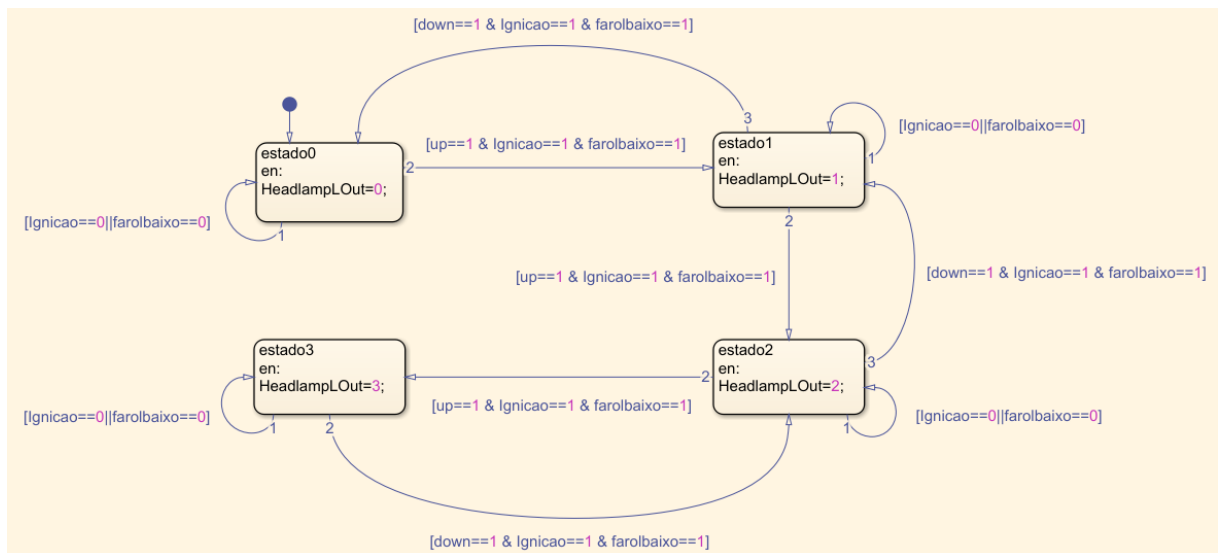 [down==1 & Ignicao==1 & farolbaixo==1]
3
[Ignicao==0||farolbaixo==0]
1
estado0
en:
HeadlampLOut=0;
2
[up==1 & Ignicao==1 & farolbaixo==1]
estado1
en:
HeadlampLOut=1;
[Ignicao==0||farolbaixo==0]
1
2
[up==1 & Ignicao==1 & farolbaixo==1]
[down==1 & Ignicao==1 & farolbaixo==1]
estado3
en:
HeadlampLOut=3;
estado2
en:
HeadlampLOut=2;
3
2
[up==1 & Ignicao==1 & farolbaixo==1]
[Ignicao==0||farolbaixo==0]
1
2
1
[Ignicao==0||farolbaixo==0]
[down==1 & Ignicao==1 & farolbaixo==1]